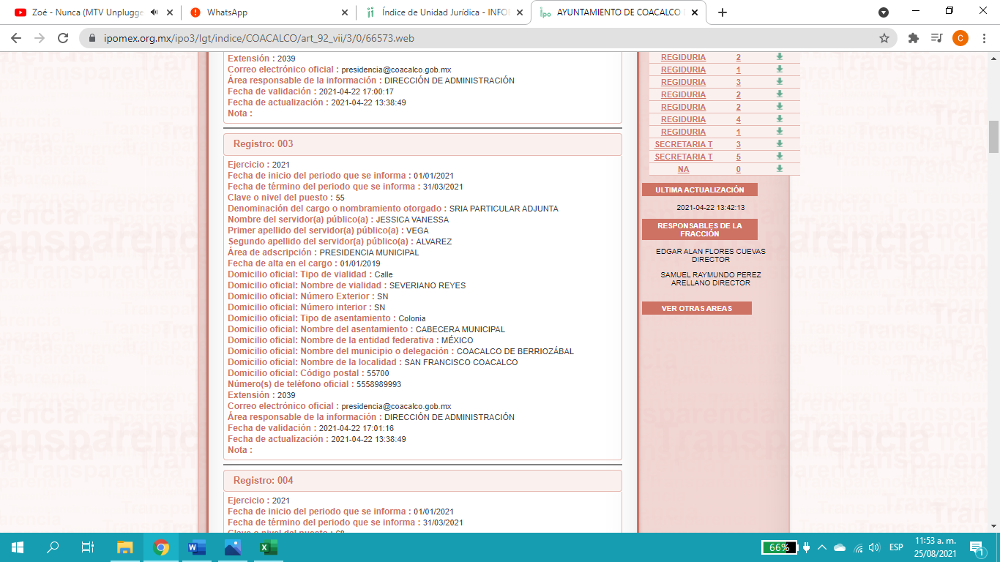 Zoé - Nunca (MTV Unplugge
WhatsApp
Índice de Unidad Jurídica - INFOE
AYUNTAMIENTO DE COACALCO D
ipomex.org.mx/ipo3/lgt/indice/COACALCO/art_92_vii/3/0/66573.web
C
Extensión : 2039
Correo electrónico oficial : presidencia@coacalco.gob.mx
Área responsable de la información : DIRECCIÓN DE ADMINISTRACIÓN
Fecha de validación : 2021-04-22 17:00:17
Fecha de actualización : 2021-04-22 13:38:49
Nota :
Registro: 003
Ejercicio : 2021
Fecha de inicio del periodo que se informa : 01/01/2021
Fecha de término del periodo que se informa : 31/03/2021
Clave o nivel del puesto : 55
Denominación del cargo o nombramiento otorgado : SRIA PARTICULAR ADJUNTA
Nombre del servidor(a) público(a) : JESSICA VANESSA
Primer apellido del servidor(a) público(a) : VEGA
Segundo apellido del servidor(a) público(a) : ALVAREZ
Área de adscripción : PRESIDENCIA MUNICIPAL
Fecha de alta en el cargo : 01/01/2019
Domicilio oficial: Tipo de vialidad : Calle
Domicilio oficial: Nombre de vialidad : SEVERIANO REYES
Domicilio oficial: Número Exterior : SN
Domicilio oficial: Número interior : SN
Domicilio oficial: Tipo de asentamiento : Colonia
Domicilio oficial: Nombre del asentamiento : CABECERA MUNICIPAL
Domicilio oficial: Nombre de la entidad federativa : MÉXICO
Domicilio oficial: Nombre del municipio o delegación : COACALCO DE BERRIOZÁBAL
Domicilio oficial: Nombre de la localidad : SAN FRANCISCO COACALCO
Domicilio oficial: Código postal : 55700
Número(s) de teléfono oficial : 5558989993
Extensión : 2039
Correo electrónico oficial : presidencia@coacalco.gob.mx
Área responsable de la información : DIRECCIÓN DE ADMINISTRACIÓN
Fecha de validación : 2021-04-22 17:01:16
Fecha de actualización : 2021-04-22 13:38:49
Nota :
Registro: 004
Ejercicio : 2021
Fecha de inicio del periodo que se informa : 01/01/2021
Fecha de término del periodo que se informa : 31/03/2021
Clave o nivel del puesto : 68
REGIDURIA 2
REGIDURIA 1
REGIDURIA 3
REGIDURIA 2
REGIDURIA 2
REGIDURIA 4
REGIDURIA 1
SECRETARIA T 3
SECRETARIA T 5
NA 0
ULTIMA ACTUALIZACIÓN
2021-04-22 13:42:13
RESPONSABLES DE LA
FRACCIÓN
EDGAR ALAN FLORES CUEVAS
DIRECTOR
SAMUEL RAYMUNDO PEREZ
ARELLANO DIRECTOR
VER OTRAS AREAS
66%
ESP
11:53 a. m.
25/08/2021
1